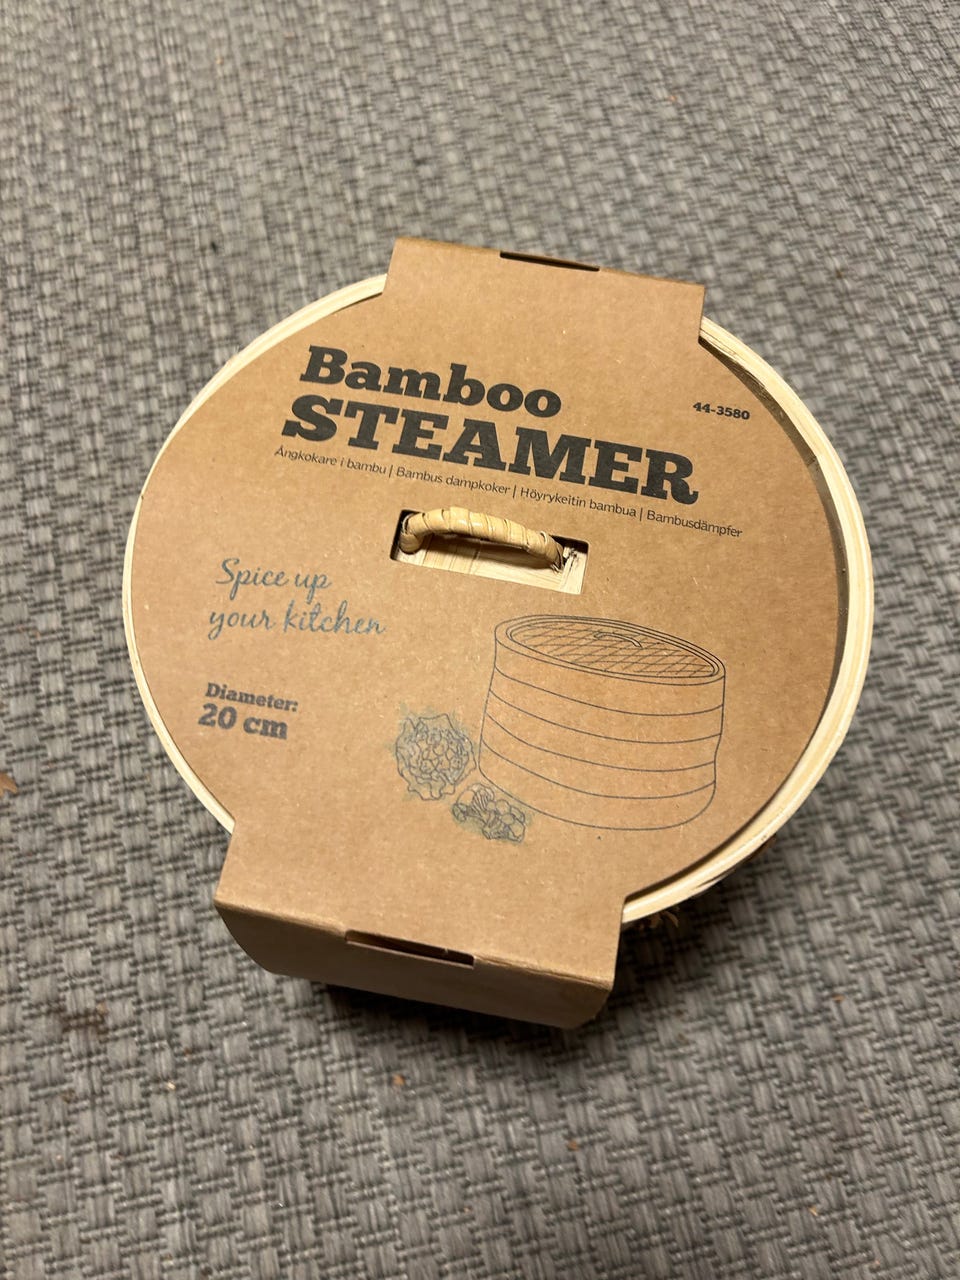 Bamboo
STEAMER
44-3580
Ångkokare i bambu | Bambus dampkoker | Höyrykeitin bambua | Bambusdämpfer
Spice up
your kitchen
Diameter:
20 cm